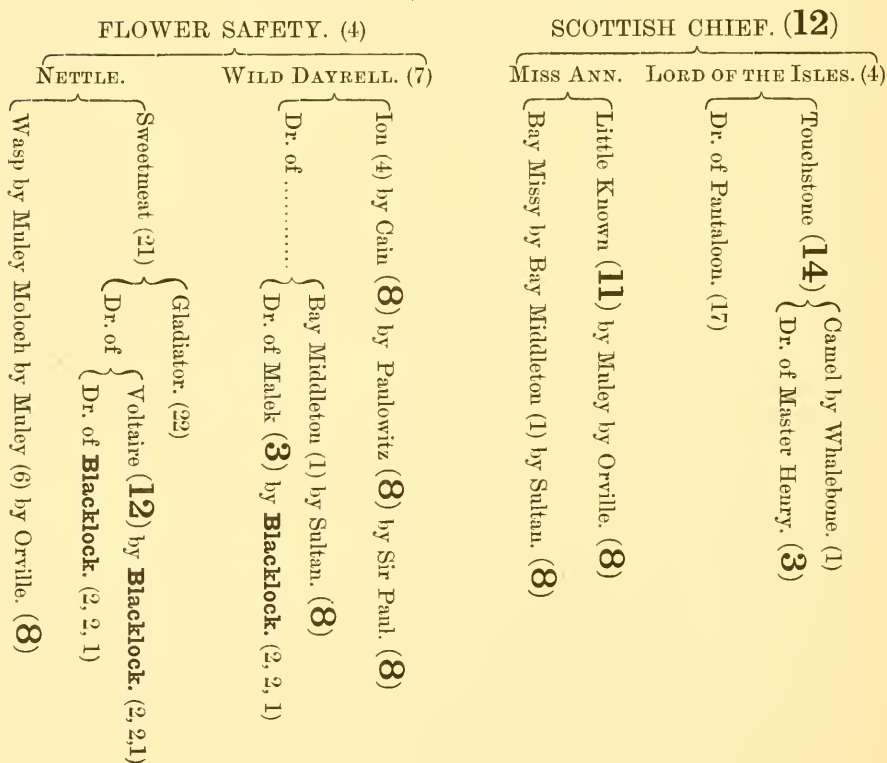 FLOWER SAFETY. (4)
NETTLE.
WILD DAYRELL. (7)
Wasp by Muley Moloch by Muley (6) by Orville. (8)
Sweetmeat (21)
Dr. of
Gladiator. (22)
Dr. of Blacklock. (2, 2, 1)
Voltaire (12) by Blacklock. (2, 2,1)
Dr. of ............
Dr. of Malek (3) by Blacklock. (2, 2, 1)
Bay Middleton (1) by Sultan. (8)
Ion (4) by Cain (8) by Paulowitz (8) by Sir Paul. (8)
SCOTTISH CHIEF. (12)
MISS ANN.
LORD OF THE ISLES. (4)
Bay Missy by Bay Middleton (1) by Sultan. (8)
Little Known (11) by Muley by Orville. (8)
Dr. of Pantaloon. (17)
Touchstone (14)
Dr. of Master Henry. (3)
Camel by Whalebone. (1)